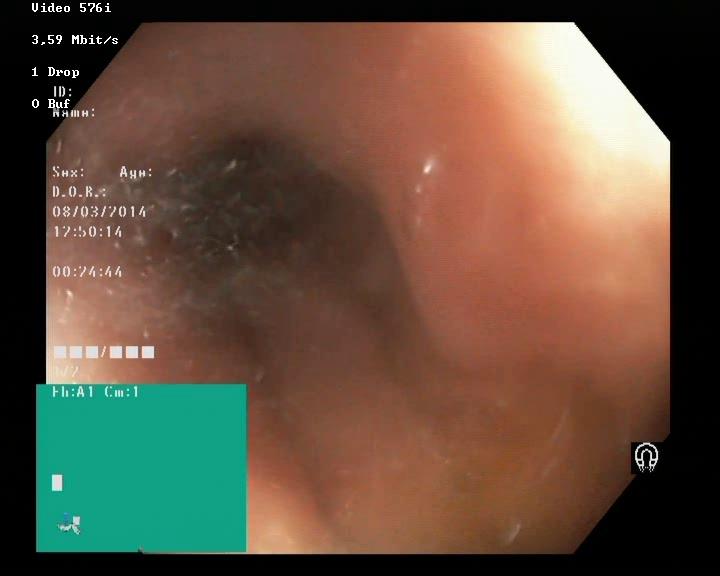 Video 576i
3,59 Mbit/s
1 Drop
0 Buf
ID:
Name:
Sex: Age:
D.O.B.:
08/03/2014
12:50:14
00:24:44
■■■/■■■
Eh:A1 Cm:1